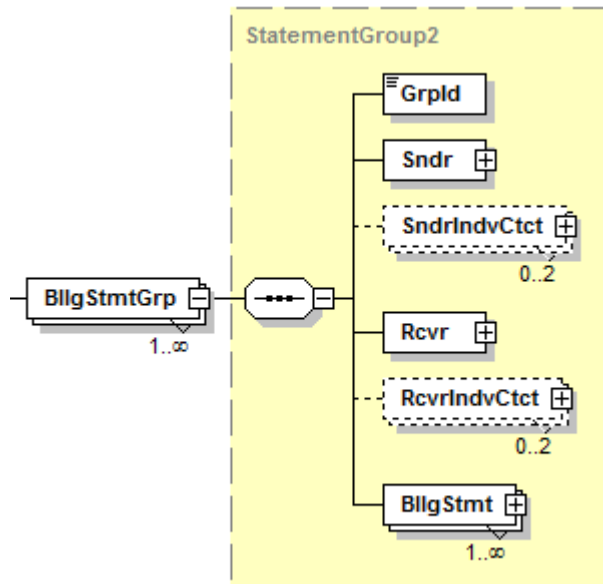 StatementGroup2
GrpId
Sndr
SndrIndvCtct
0..2
BllgStmtGrp
1..∞
Rcvr
RcvrIndvCtct
0..2
BllgStmt
1..∞